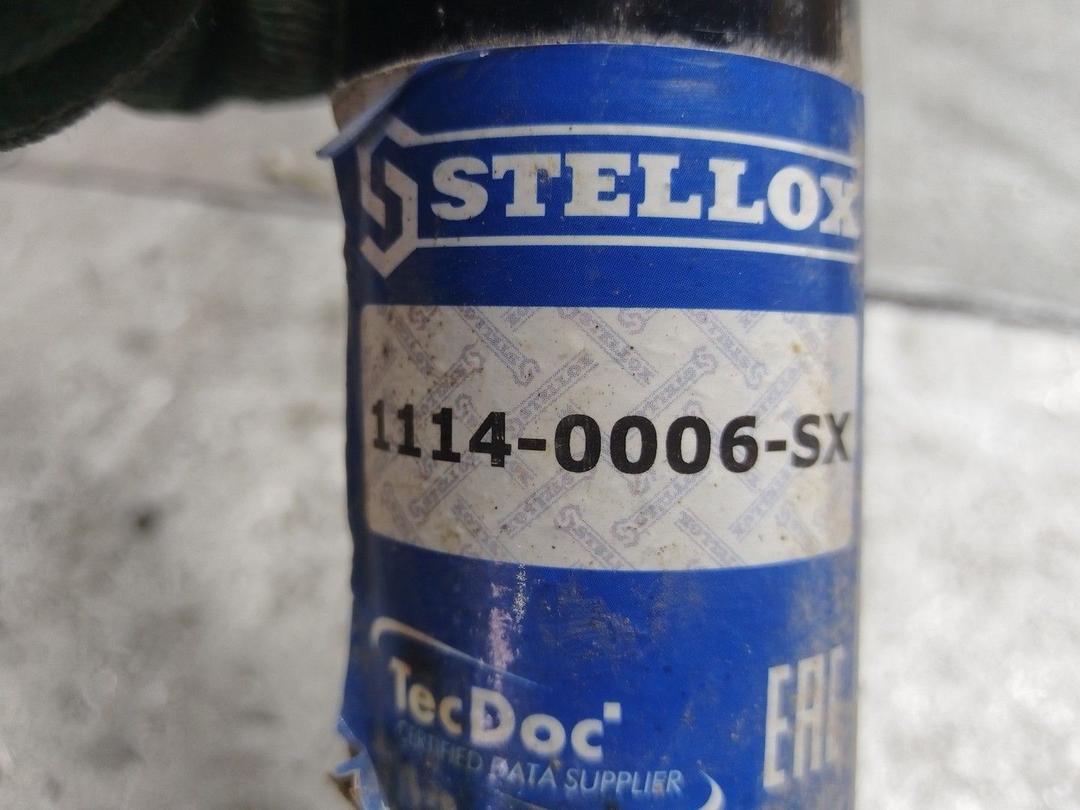 STELLOX
1114-0006-SX
TecDoc
CERTIFIED DATA SUPPLIER
EAC